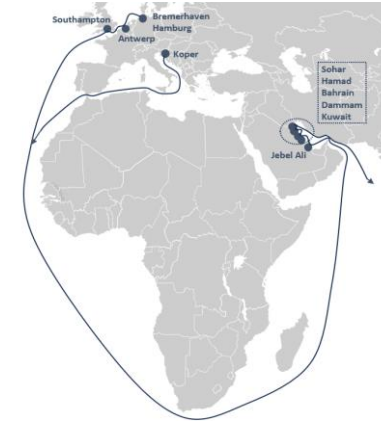 Southampton
Bremerhaven
Hamburg
Antwerp
Koper
Sohar
Hamad
Bahrain
Dammam
Kuwait
Jebel Ali